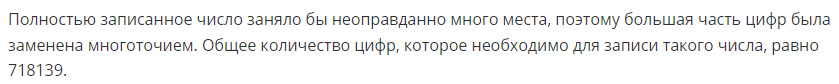 Полностью записанное число заняло бы неоправданно много места, поэтому большая часть цифр была
заменена многоточием. Общее количество цифр, которое необходимо для записи такого числа, равно
718139.